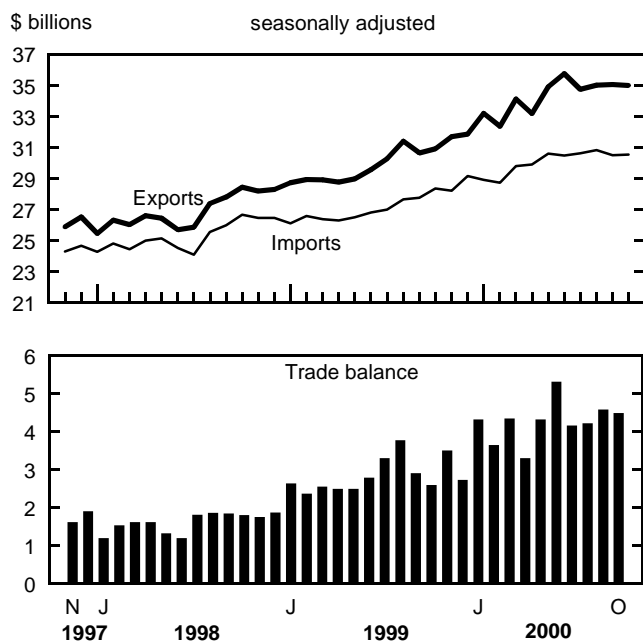 $ billions seasonally adjusted
37
35
33
31
29
27
25
23
21
Exports
Imports
Trade balance
6
5
4
3
2
1
0
N J J J O
1997 1998 1999 2000